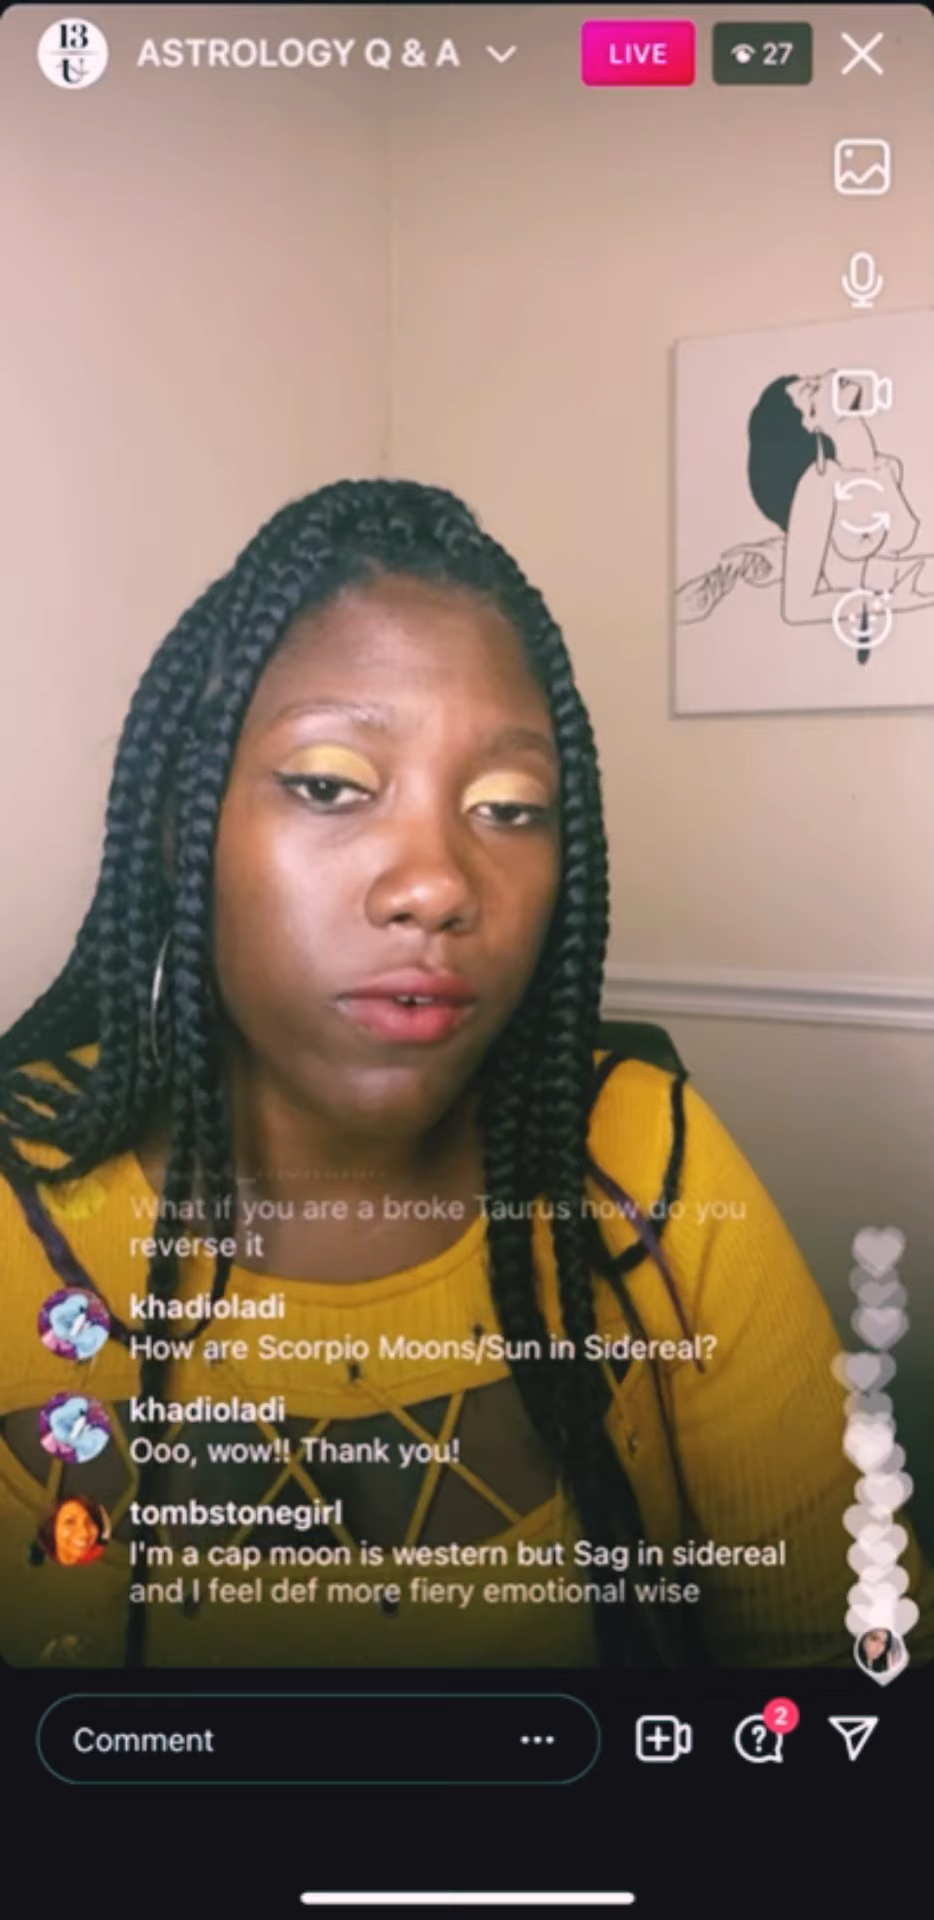 13
U
ASTROLOGY Q & A
LIVE
27
What if you are a broke Taurus how do you
reverse it
khadioladi
How are Scorpio Moons/Sun in Sidereal?
khadioladi
Ooo, wow!! Thank you!
tombstonegirl
I'm a cap moon is western but Sag in sidereal
and I feel def more fiery emotional wise
Comment
2